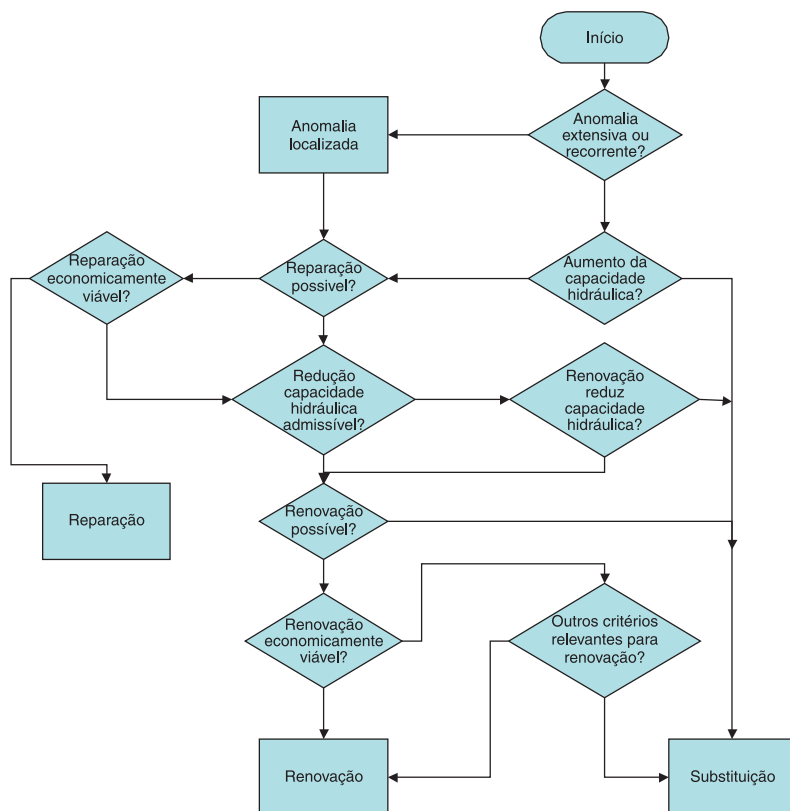 Início
Anomalia
extensiva ou
recorrente?
Anomalia
localizada
Reparação
economicamente
viável?
Reparação
possivel?
Aumento da
capacidade
hidráulica?
Redução
capacidade
hidráulica
admissível?
Renovação
reduz
capacidade
hidráulica?
Reparação
Renovação
possível?
Renovação
economicamente
viável?
Outros critérios
relevantes para
renovação?
Renovação
Substituição